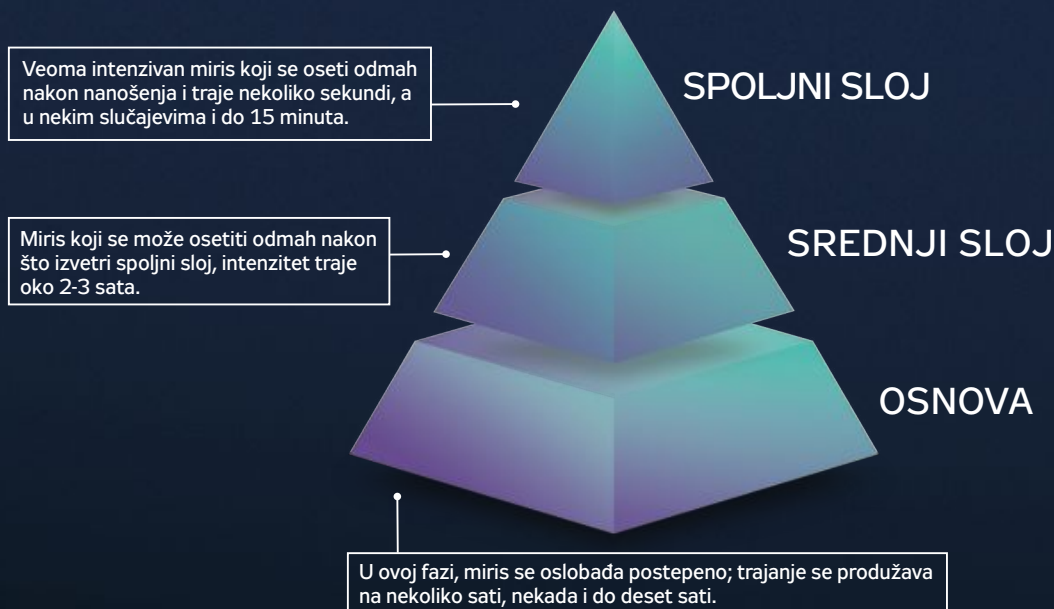 Veoma intenzivan miris koji se oseti odmah
nakon nanošenja i traje nekoliko sekundi, a
u nekim slučajevima i do 15 minuta.
SPOLJNI SLOJ
Miris koji se može osetiti odmah nakon
što izvetri spoljni sloj, intenzitet traje
oko 2-3 sata.
SREDNJI SLOJ
OSNOVA
U ovoj fazi, miris se oslobađa postepeno; trajanje se produžava
na nekoliko sati, nekada i do deset sati.